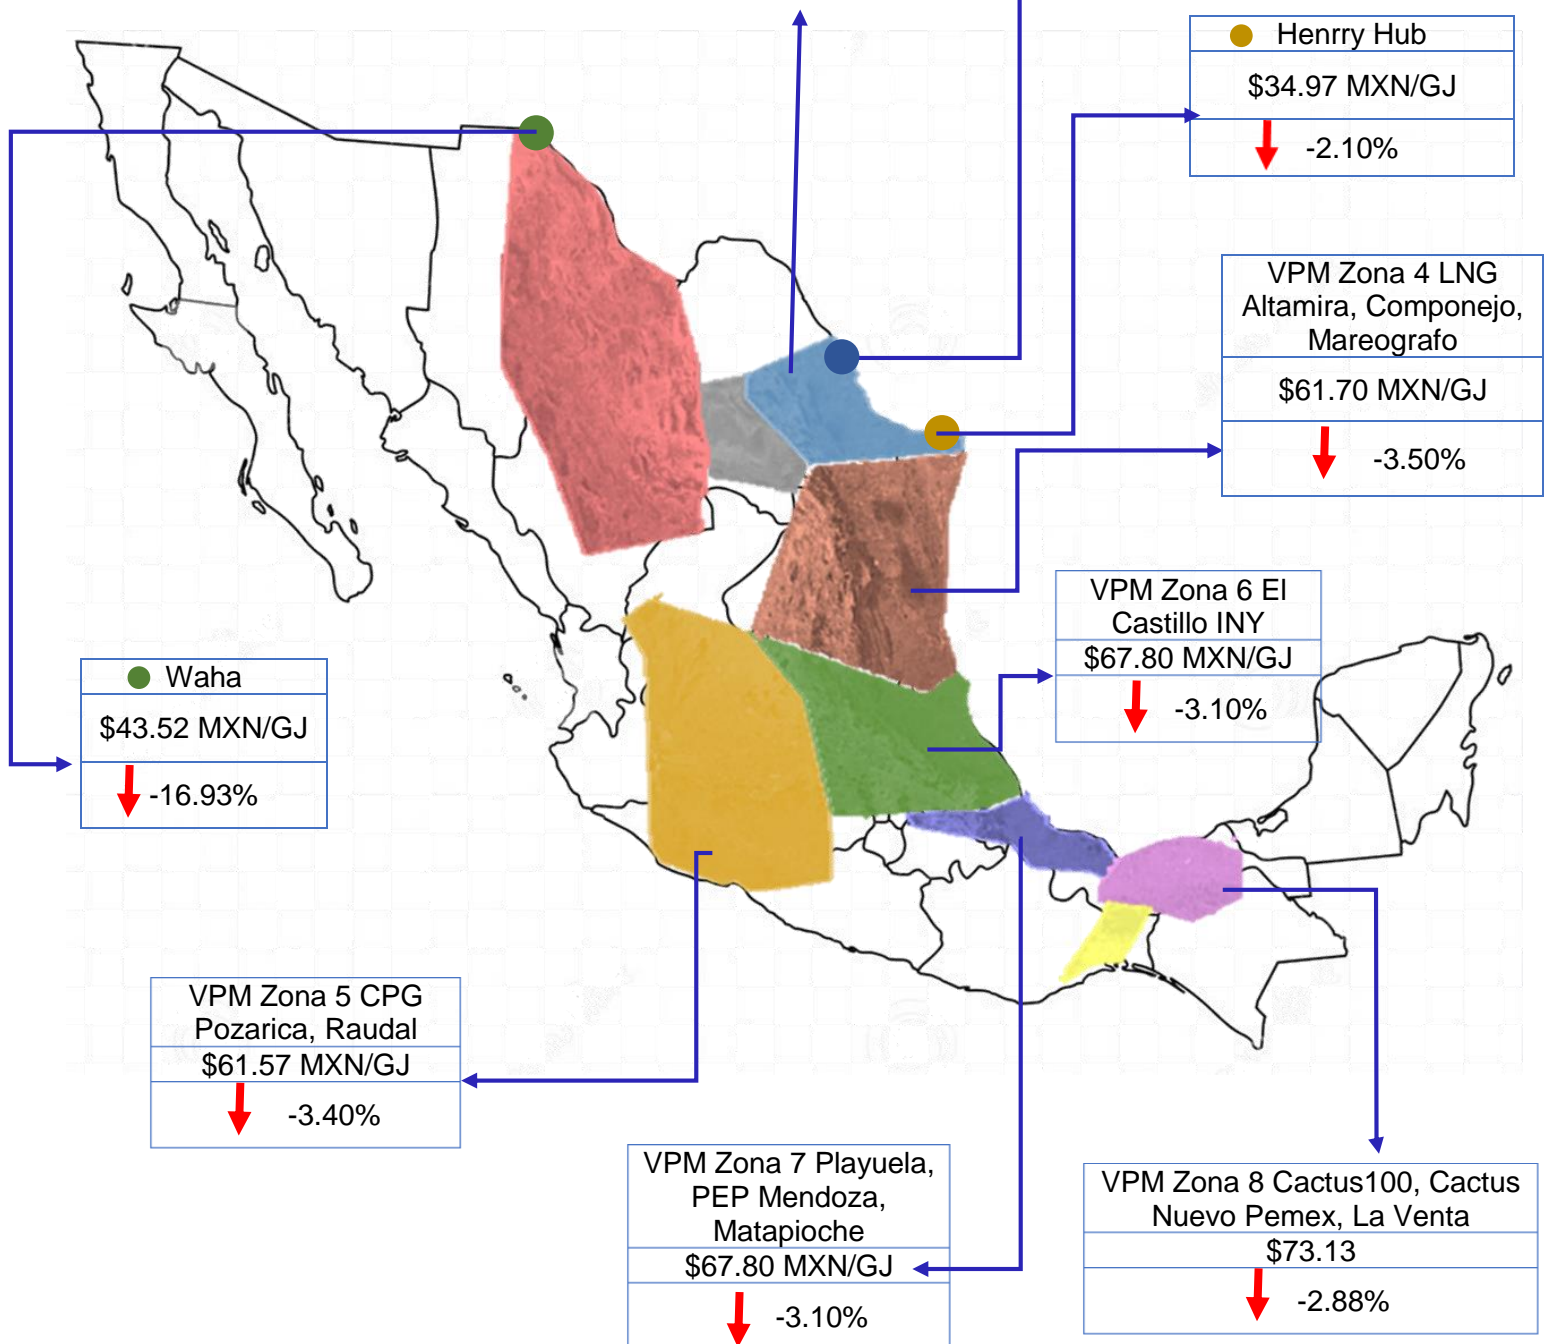 Henrry Hub
$34.97 MXN/GJ
-2.10%
VPM Zona 4 LNG
Altamira, Componejo,
Mareografo
$61.70 MXN/GJ
-3.50%
VPM Zona 6 El
Castillo INY
$67.80 MXN/GJ
-3.10%
Waha
$43.52 MXN/GJ
-16.93%
VPM Zona 5 CPG
Pozarica, Raudal
$61.57 MXN/GJ
-3.40%
VPM Zona 7 Playuela,
PEP Mendoza,
Matapioche
$67.80 MXN/GJ
-3.10%
VPM Zona 8 Cactus100, Cactus
Nuevo Pemex, La Venta
$73.13
-2.88%